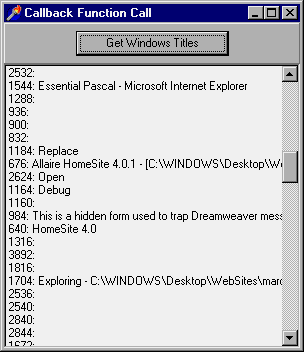 Callback Function Call
Get Windows Titles
2532:
1544: Essential Pascal - Microsoft Internet Explorer
1288:
936:
900:
832:
1184: Replace
676: Allaire HomeSite 4.0.1 - [C:\WINDOWS\Desktop\We
2624: Open
1164: Debug
1160:
984: This is a hidden form used to trap Dreamweaver mess
640: HomeSite 4.0
1316:
3892:
1816:
1704: Exploring - C:\WINDOWS\Desktop\WebSites\marc
2536:
2540:
2840:
2844:
1672: